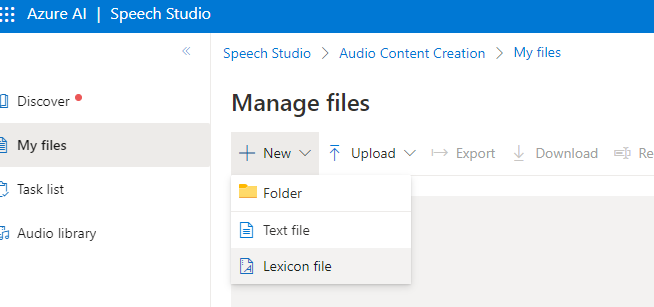 Azure AI | Speech Studio
Speech Studio > Audio Content Creation > My files
Discover
My files
Task list
Audio library
Manage files
New Upload Export Download Re
Folder
Text file
Lexicon file